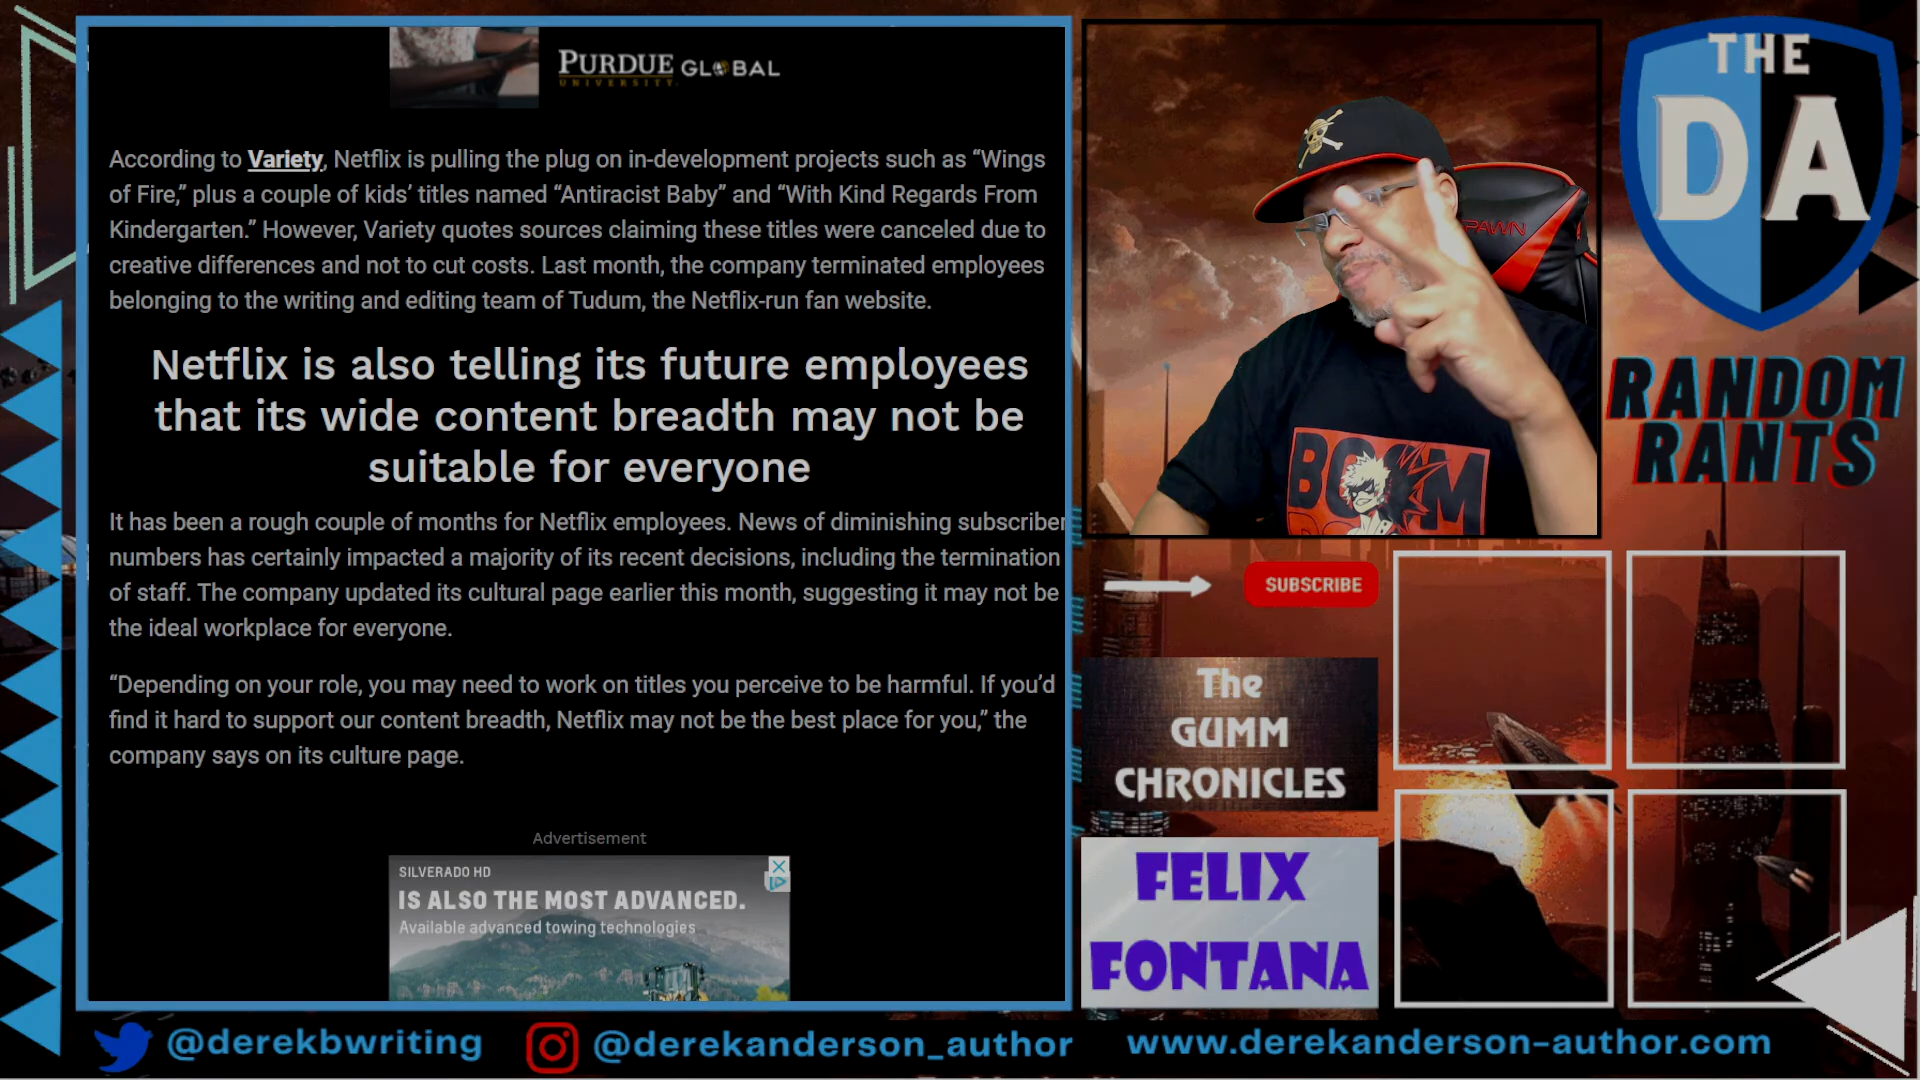 PURDUE GLOBAL
UNIVERSITY
According to Variety, Netflix is pulling the plug on in-development projects such as “Wings
of Fire,” plus a couple of kids’ titles named “Antiracist Baby” and “With Kind Regards From
Kindergarten.” However, Variety quotes sources claiming these titles were canceled due to
creative differences and not to cut costs. Last month, the company terminated employees
belonging to the writing and editing team of Tudum, the Netflix-run fan website.
Netflix is also telling its future employees
that its wide content breadth may not be
suitable for everyone
It has been a rough couple of months for Netflix employees. News of diminishing subscriber
numbers has certainly impacted a majority of its recent decisions, including the termination
of staff. The company updated its cultural page earlier this month, suggesting it may not be
the ideal workplace for everyone.
“Depending on your role, you may need to work on titles you perceive to be harmful. If you’d
find it hard to support our content breadth, Netflix may not be the best place for you,” the
company says on its culture page.
Advertisement
SILVERADO HD
IS ALSO THE MOST ADVANCED.
Available advanced towing technologies
BOOM
THE
DA
RANDOM
RANTS
SUBSCRIBE
The
GUMM
CHRONICLES
FELIX
FONTANA
@derekbwriting
@derekanderson_author
www.derekanderson-author.com